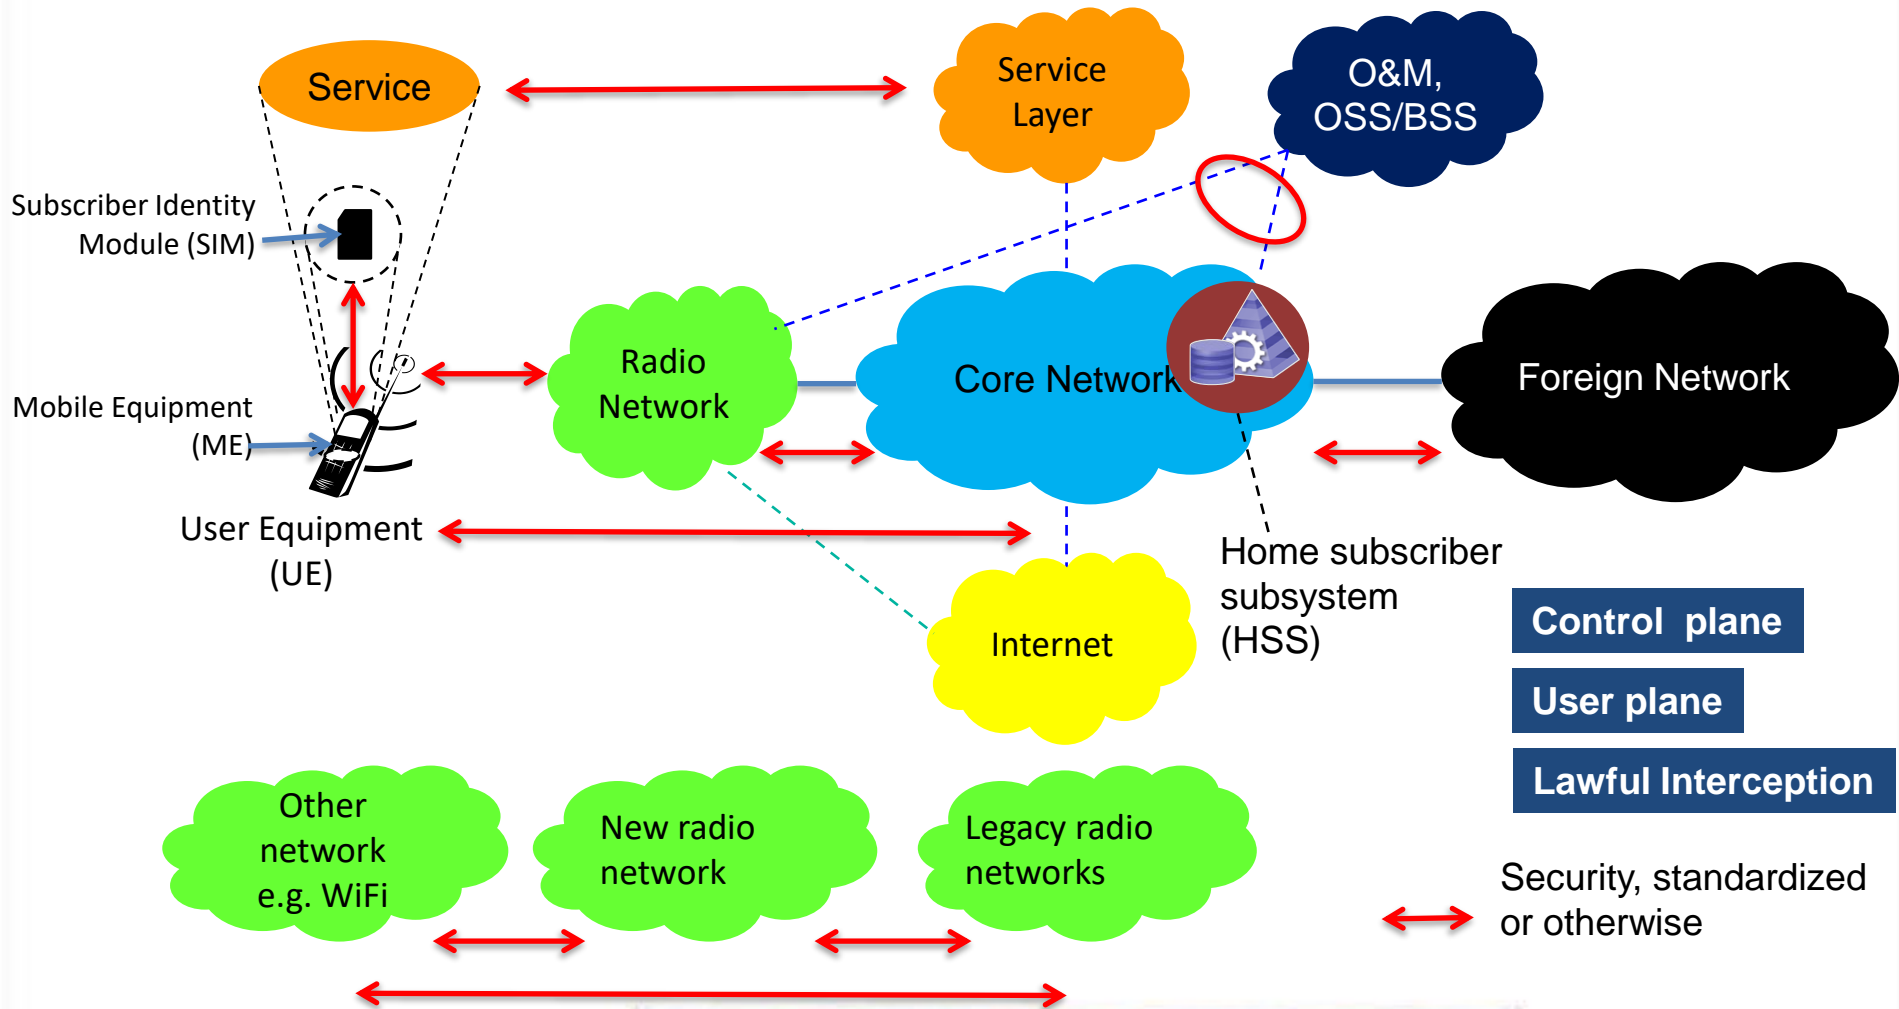 Service
Service
Layer
O&M,
OSS/BSS
Subscriber Identity
Module (SIM)
Radio
Network
Core Network
Foreign Network
Mobile Equipment
(ME)
User Equipment
(UE)
Home subscriber
subsystem
(HSS)
Internet
Control plane
User plane
Lawful Interception
Other
network
e.g. WiFi
New radio
network
Legacy radio
networks
Security, standardized
or otherwise